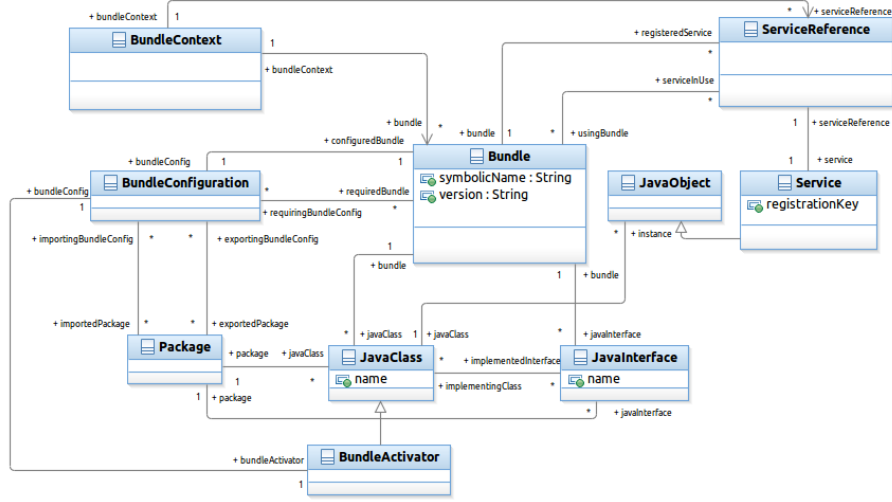 + bundleContext 1 * + serviceReference
BundleContext 1 ServiceReference
+ registeredService
*
+ bundleContext
+ serviceInUse
*
+ bundle * + bundle 1 * + usingBundle 1 + serviceReference
+ configuredBundle
+ bundleConfig 1 1 Bundle 1 + service
+ bundleConfig BundleConfiguration * + requiredBundle symbolicName : String JavaObject Service
1 + requiringBundleConfig * version : String registrationKey
+ importingBundleConfig * * + exportingBundleConfig * + instance
1 + bundle 1 + bundle
+ importedPackage * * + exportedPackage
* + javaClass 1 + javaClass * + javaInterface
Package + package + javaClass JavaClass * + implementedInterface JavaInterface
1 * name + implementingClass * name
1 + package * + javaInterface
+ bundleActivator BundleActivator
1